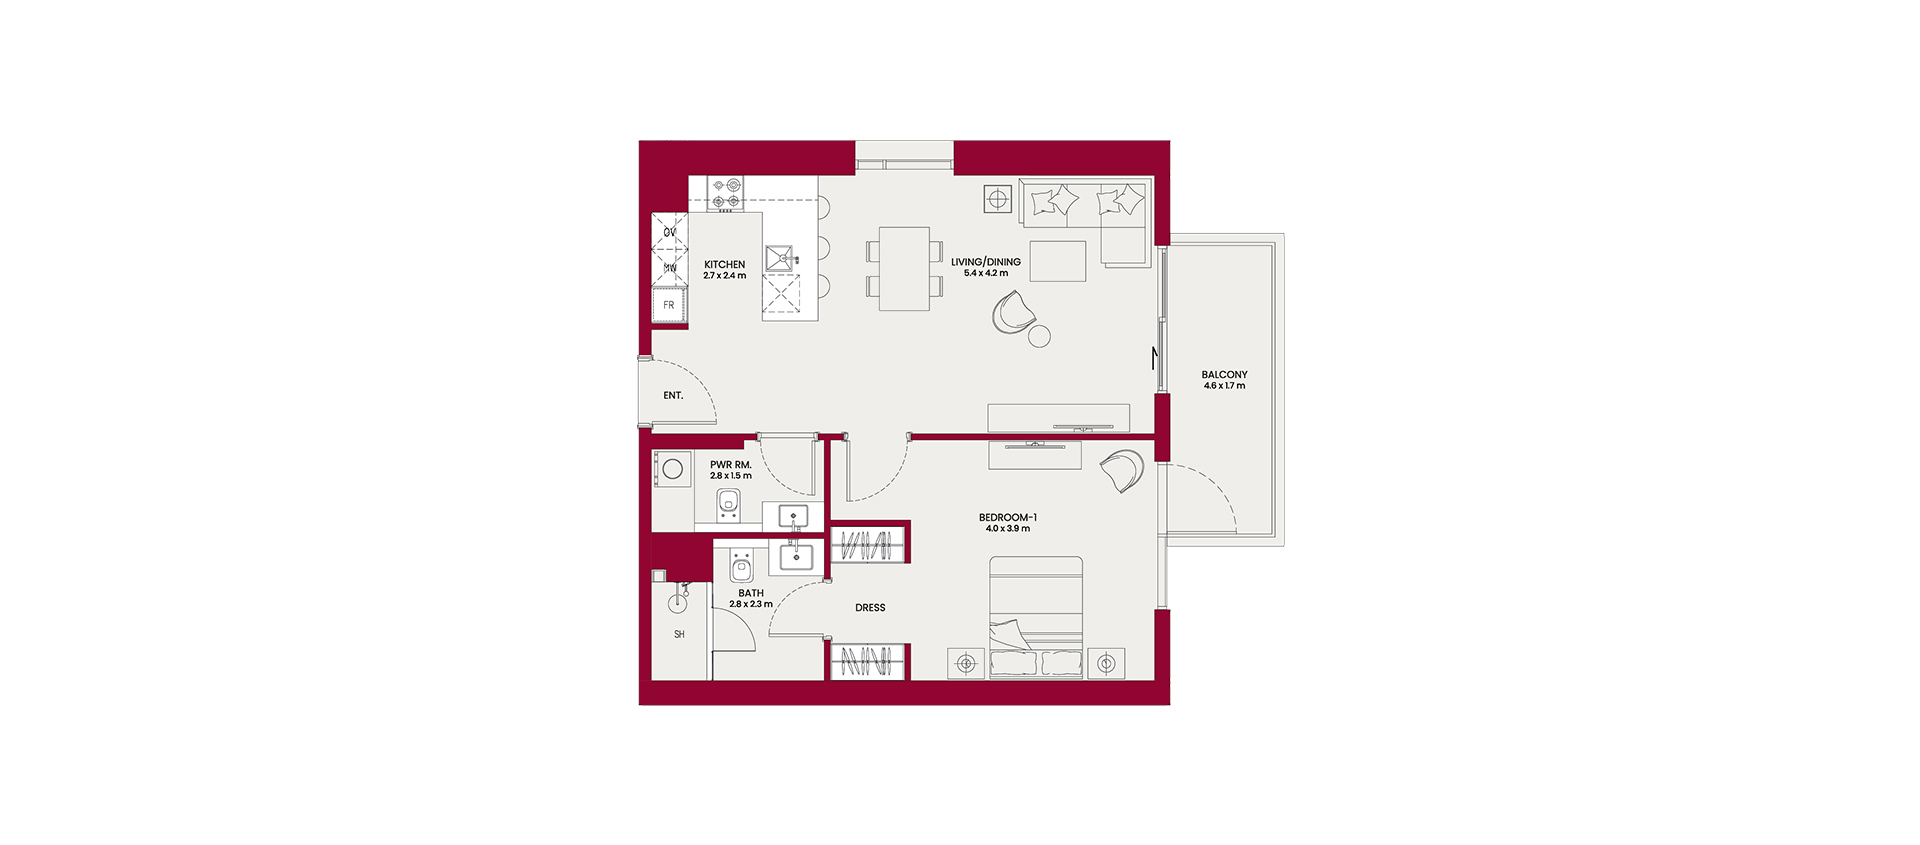 OV
MW
FR
KITCHEN
2.7 x 2.4 m
LIVING/DINING
5.4 x 4.2 m
BALCONY
4.6 x 1.7 m
ENT.
PWR RM.
2.8 x 1.5 m
BEDROOM-1
4.0 x 3.9 m
BATH
2.8 x 2.3 m
DRESS
SH